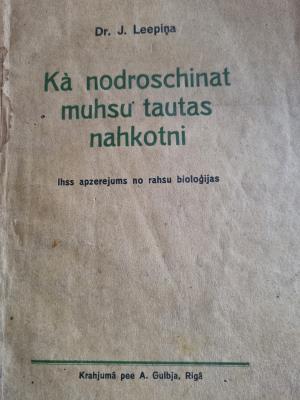 Dr. J. Leepiņa
Kà nodroschinat
muhsu tautas
nahkotni
Ihss apzerejums no rahsu bioloģijas
Krahjumā pee A. Gulbja, Rigā